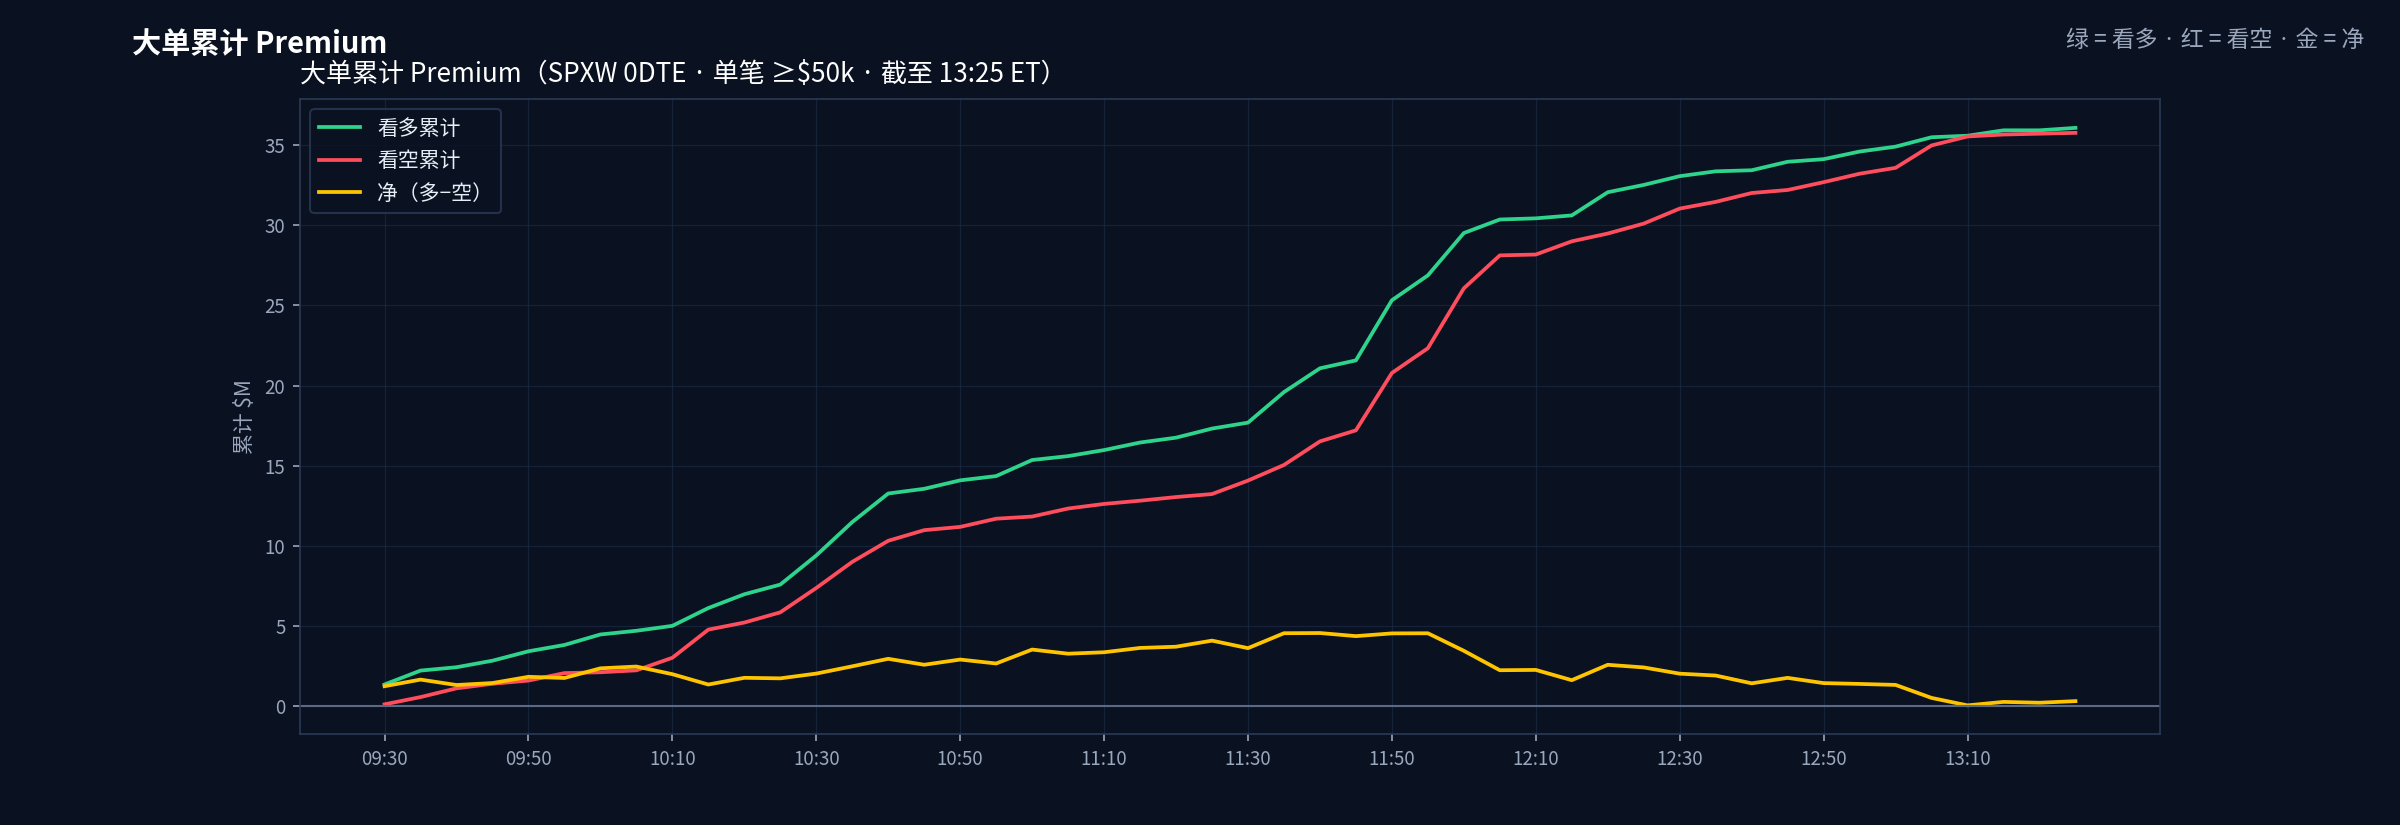 大单累计 Premium
绿 = 看多 · 红 = 看空 · 金 = 净
大单累计 Premium（SPXW 0DTE · 单笔 ≥$50k · 截至 13:25 ET）
看多累计
看空累计
净（多−空）
累计 $M
35
30
25
20
15
10
5
0
09:30 09:50 10:10 10:30 10:50 11:10 11:30 11:50 12:10 12:30 12:50 13:10